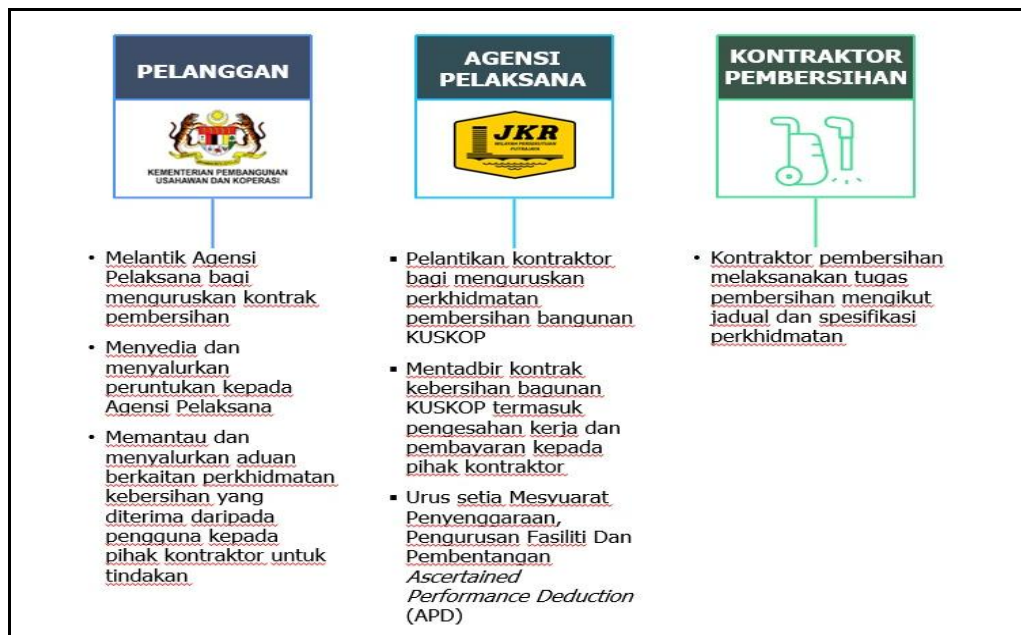 PELANGGAN
KEMENTERIAN PEMBANGUNAN
USAHAWAN DAN KOPERASI
• Melantik Agensi
Pelaksana bagi
menguruskan kontrak
pembersihan
• Menyedia dan
menyalurkan
peruntukan kepada
Agensi Pelaksana
• Memantau dan
menyalurkan aduan
berkaitan perkhidmatan
kebersihan yang
diterima daripada
pengguna kepada
pihak kontraktor untuk
tindakan
AGENSI
PELAKSANA
JKR
WILAYAH PERSEKUTUAN
PUTRAJAYA
▪ Pelantikan kontraktor
bagi menguruskan
perkhidmatan
pembersihan bangunan
KUSKOP
▪ Mentadbir kontrak
kebersihan bagunan
KUSKOP termasuk
pengesahan kerja dan
pembayaran kepada
pihak kontraktor
▪ Urus setia Mesyuarat
Penyenggaraan,
Pengurusan Fasiliti Dan
Pembentangan
Ascertained
Performance Deduction
(APD)
KONTRAKTOR
PEMBERSIHAN
• Kontraktor pembersihan
melaksanakan tugas
pembersihan mengikut
jadual dan spesifikasi
perkhidmatan